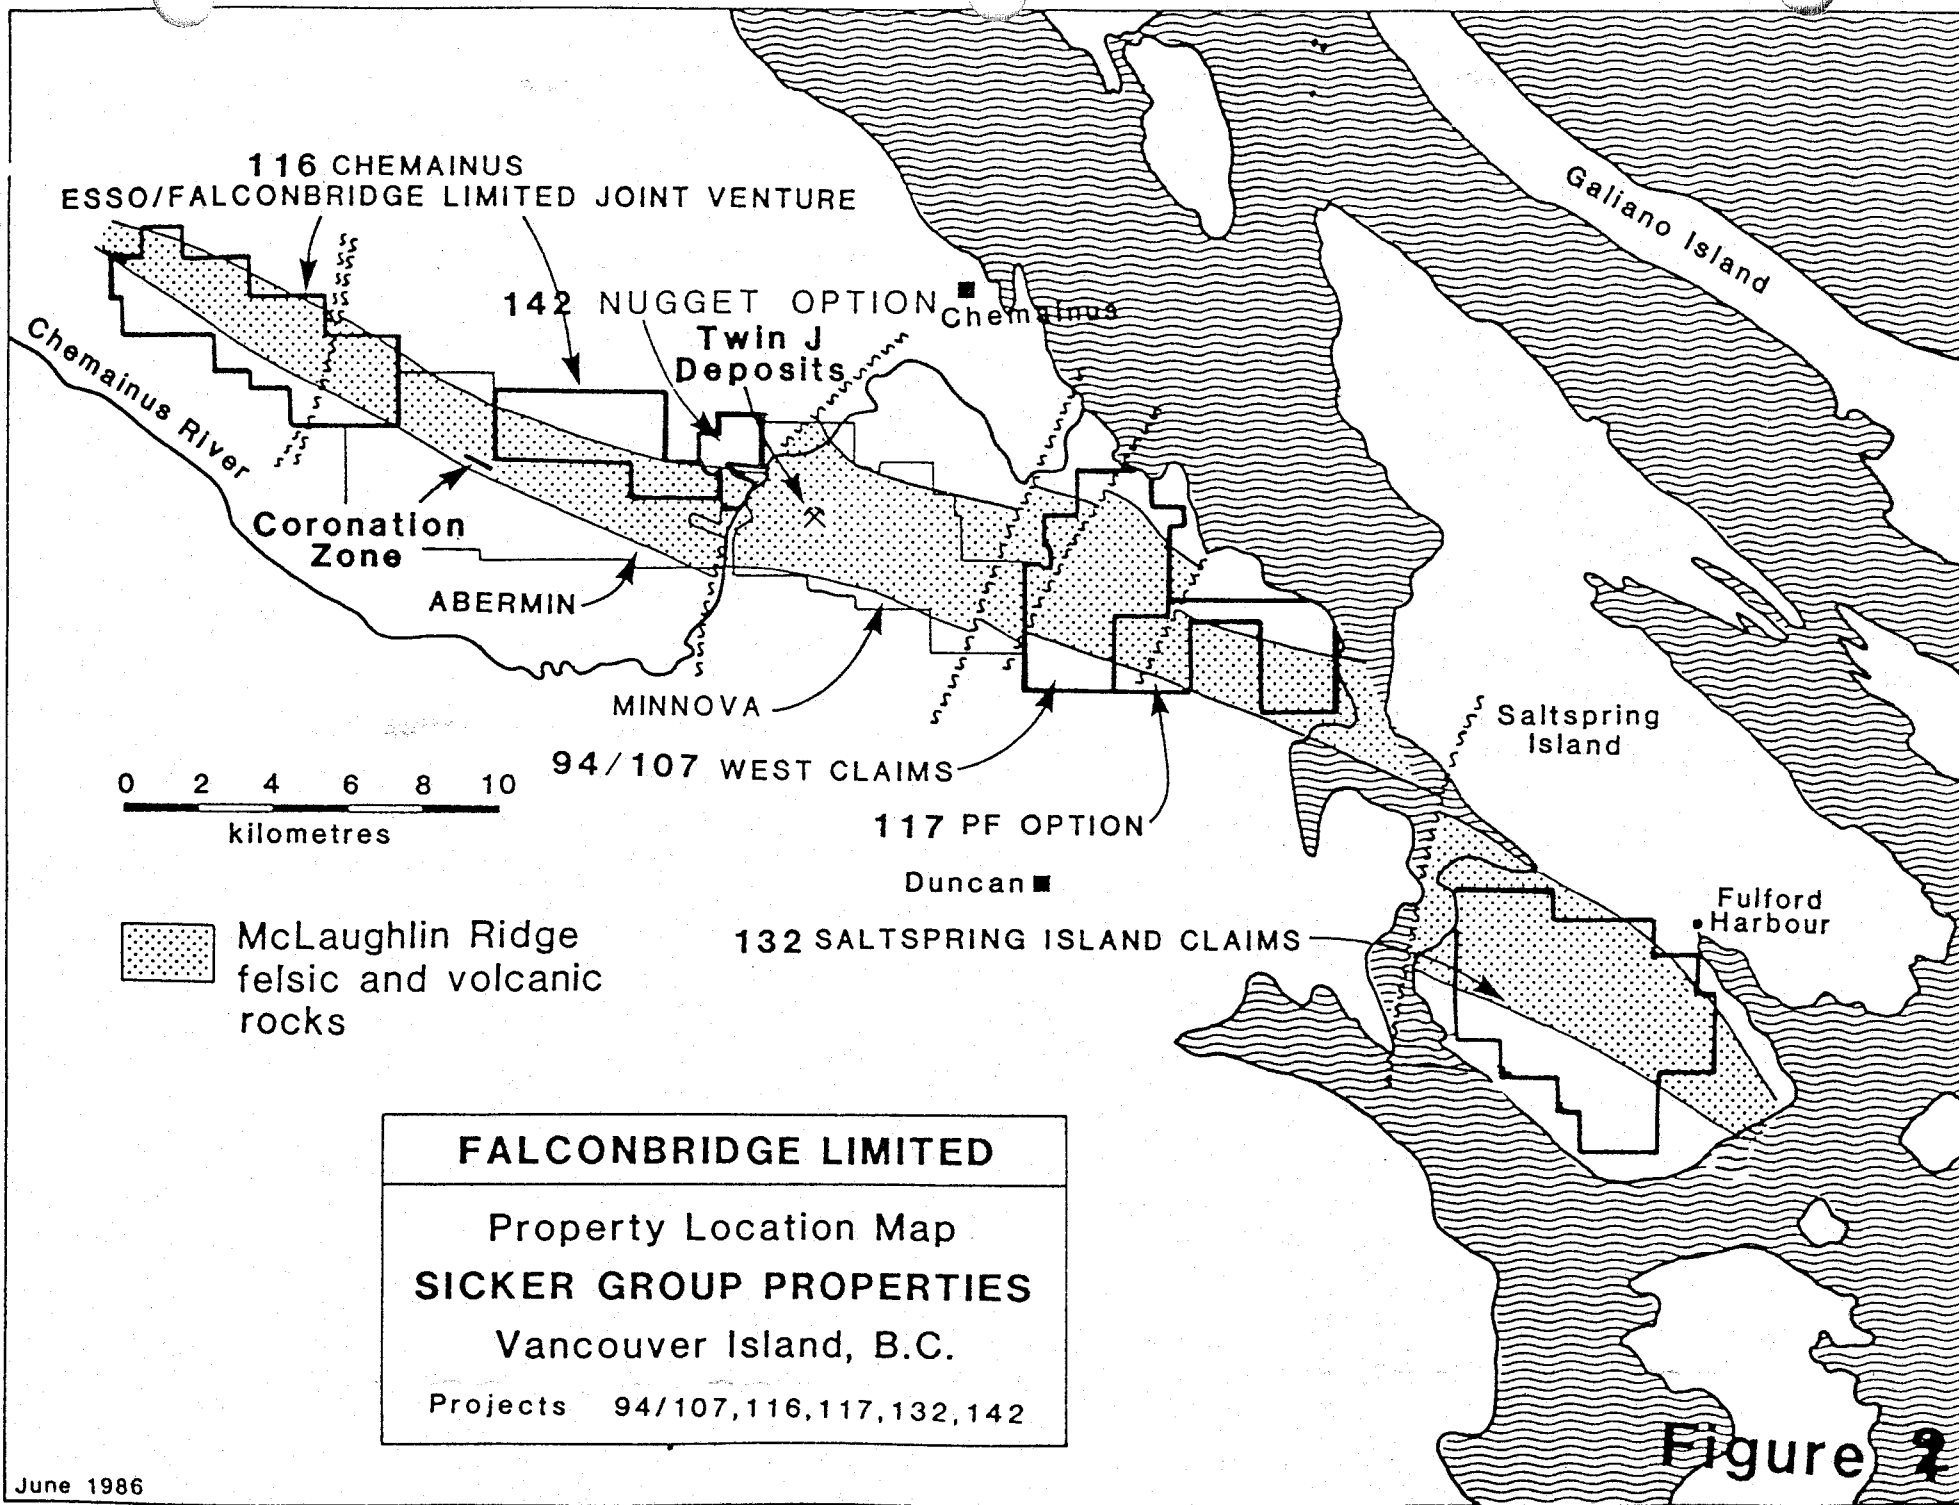 116 CHEMAINUS
ESSO/FALCONBRIDGE LIMITED JOINT VENTURE
Galiano Island
142 NUGGET OPTION
Chemainus
Twin J
Deposits
Chemainus River
Coronation
Zone
ABERMIN
MINNOVA
Saltspring
Island
94/107 WEST CLAIMS
0 2 4 6 8 10
kilometres
117 PF OPTION
Duncan
Fulford
Harbour
132 SALTSPRING ISLAND CLAIMS
McLaughlin Ridge
felsic and volcanic
rocks
FALCONBRIDGE LIMITED
Property Location Map
SICKER GROUP PROPERTIES
Vancouver Island, B.C.
Projects 94/107,116,117,132,142
Figure
June 1986